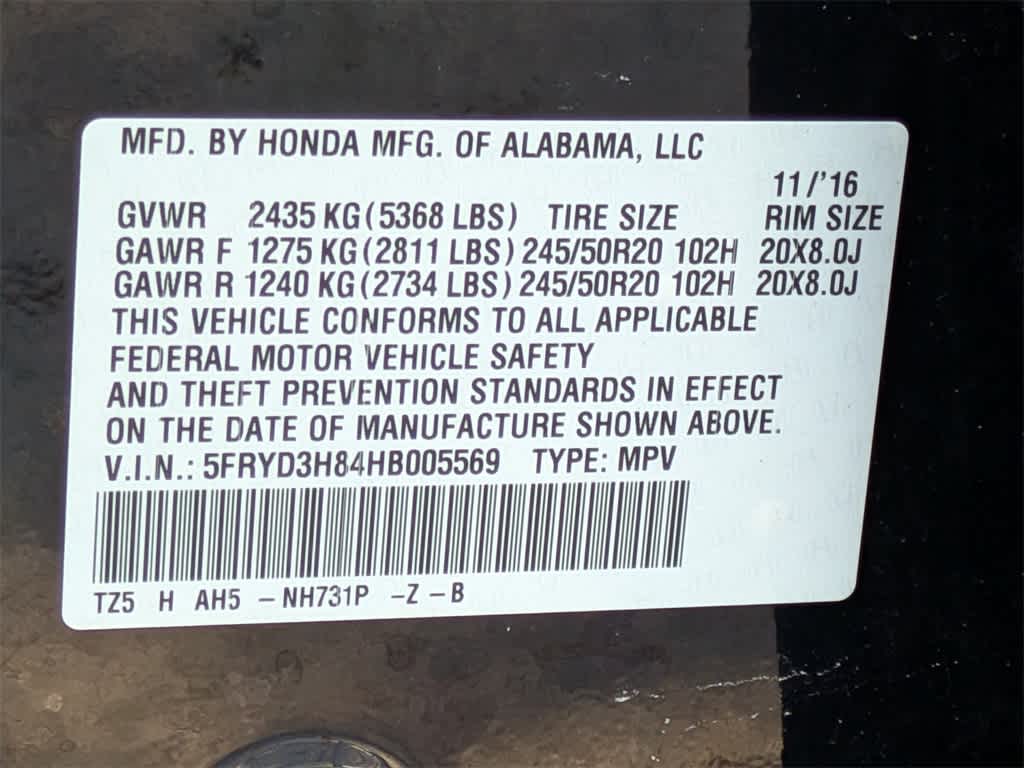 MFD. BY HONDA MFG. OF ALABAMA, LLC
11/'16
GVWR 2435 KG(5368 LBS) TIRE SIZE RIM SIZE
GAWR F 1275 KG(2811 LBS) 245/50R20 102H 20X8.0J
GAWR R 1240 KG(2734 LBS) 245/50R20 102H 20X8.0J
THIS VEHICLE CONFORMS TO ALL APPLICABLE
FEDERAL MOTOR VEHICLE SAFETY
AND THEFT PREVENTION STANDARDS IN EFFECT
ON THE DATE OF MANUFACTURE SHOWN ABOVE.
V.I.N.: 5FRYD3H84HB005569 TYPE: MPV
TZ5 H AH5 -NH731P -Z-B